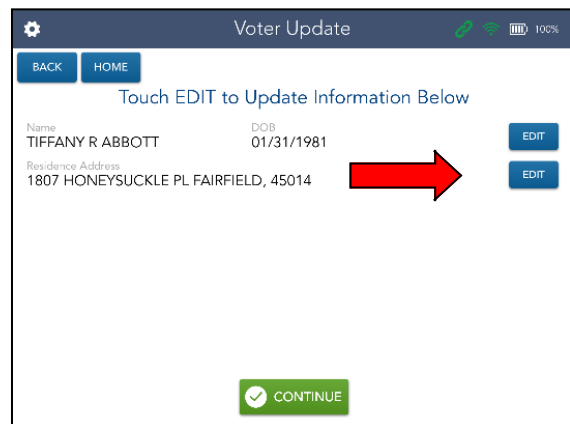 Voter Update
100%
BACK HOME
Touch EDIT to Update Information Below
Name DOB
TIFFANY R ABBOTT 01/31/1981 EDIT
Residence Address
1807 HONEYSUCKLE PL FAIRFIELD, 45014 EDIT
CONTINUE